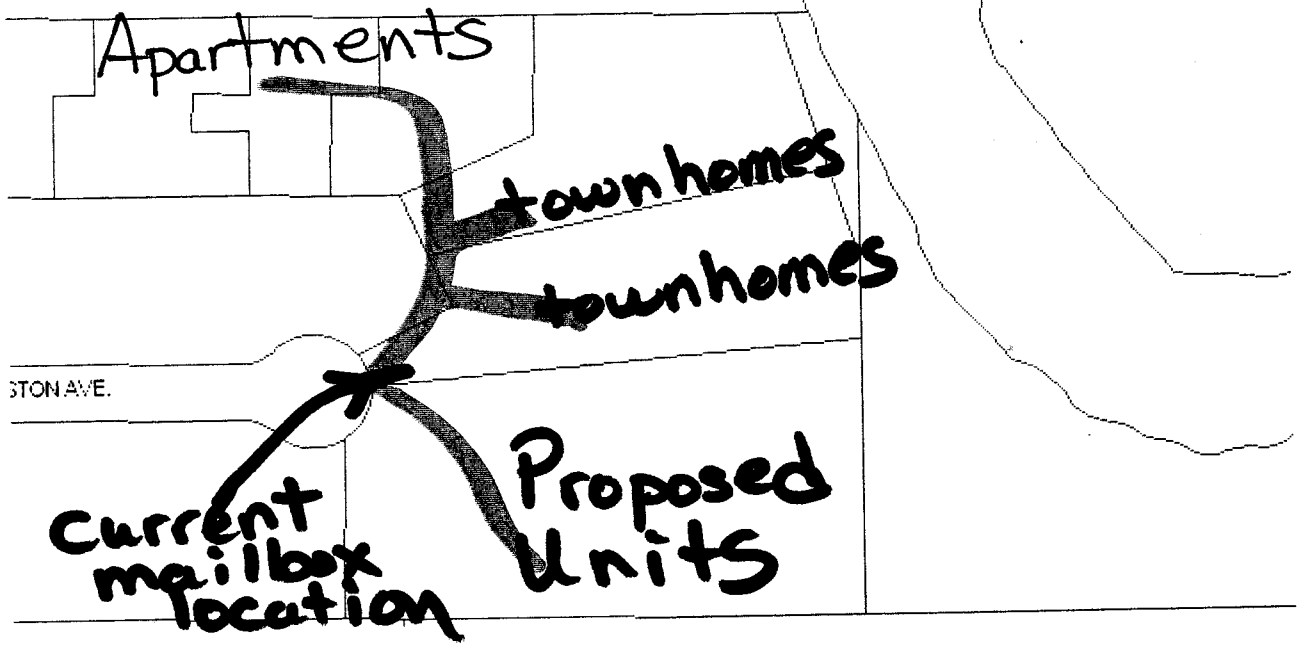 Apartments
townhomes
townhomes
STON AVE.
Proposed
Units
Current
mailbox
location